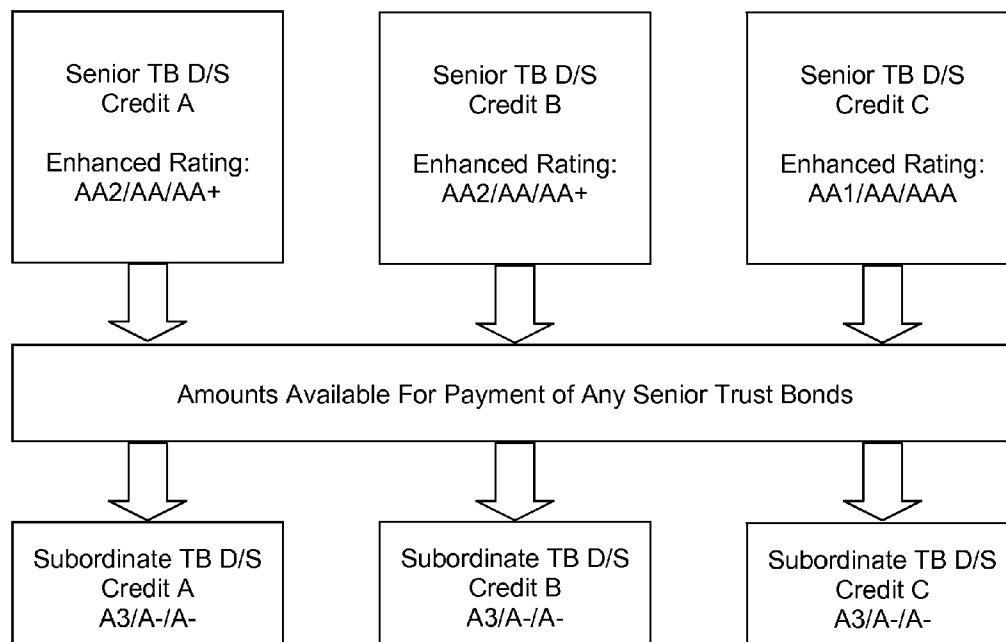 Senior TB D/S
Credit A
Enhanced Rating:
AA2/AA/AA+
Senior TB D/S
Credit B
Enhanced Rating:
AA2/AA/AA+
Senior TB D/S
Credit C
Enhanced Rating:
AA1/AA/AAA
Amounts Available For Payment of Any Senior Trust Bonds
Subordinate TB D/S
Credit A
A3/A-/A-
Subordinate TB D/S
Credit B
A3/A-/A-
Subordinate TB D/S
Credit C
A3/A-/A-